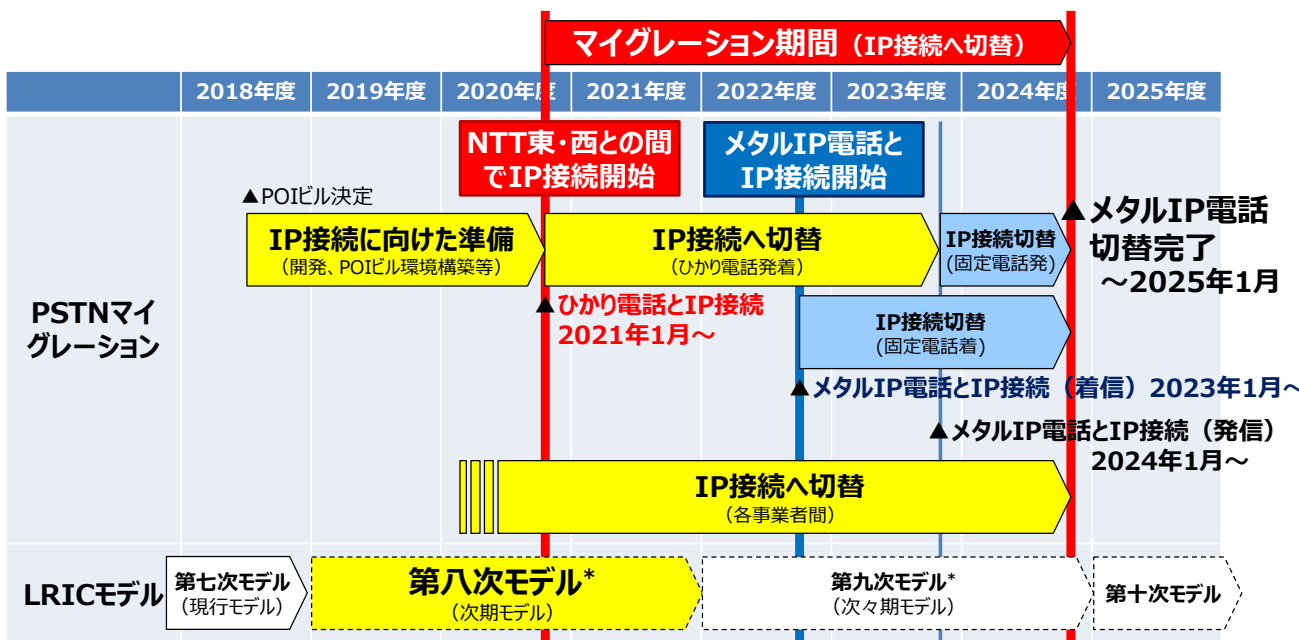 マイグレーション期間（IP接続へ切替）
2018年度 2019年度 2020年度 2021年度 2022年度 2023年度 2024年度 2025年度
NTT東・西との間
でIP接続開始
メタルIP電話と
IP接続開始
▲POIビル決定
IP接続に向けた準備
（開発、POIビル環境構築等）
IP接続へ切替
（ひかり電話発着）
IP接続切替
(固定電話発)
▲メタルIP電話
切替完了
～2025年1月
▲ひかり電話とIP接続
2021年1月～
IP接続切替
(固定電話着)
PSTNマイ
グレーション
▲メタルIP電話とIP接続（着信）2023年1月～
▲メタルIP電話とIP接続（発信）
2024年1月～
IP接続へ切替
（各事業者間）
LRICモデル
第七次モデル
（現行モデル）
第八次モデル*
（次期モデル）
第九次モデル*
（次々期モデル）
第十次モデル